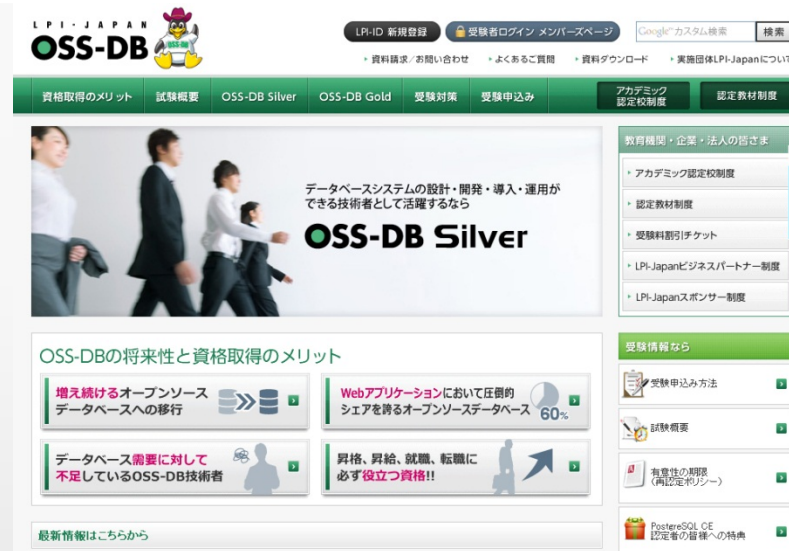 LPI-JAPAN
OSS-DB
LPI-ID 新規登録
受験者ログイン メンバーズページ
Google カスタム検索
検索
資料請求／お問い合わせ
よくあるご質問
資料ダウンロード
実施団体LPI-Japanについ
資格取得のメリット
試験概要
OSS-DB Silver
OSS-DB Gold
受験対策
受験申込み
アカデミック
認定校制度
認定教材制度
データベースシステムの設計・開発・導入・運用が
できる技術者として活躍するなら
OSS-DB Silver
教育機関・企業・法人の皆さま
アカデミック認定校制度
認定教材制度
受験料割引チケット
LPI-Japanビジネスパートナー制度
LPI-Japanスポンサー制度
OSS-DBの将来性と資格取得のメリット
増え続けるオープンソース
データベースへの移行
Webアプリケーションにおいて圧倒的
シェアを誇るオープンソースデータベース
60%
データベース需要に対して
不足しているOSS-DB技術者
昇格、昇給、就職、転職に
必ず役立つ資格!!
受験情報なら
受験申込み方法
試験概要
有意性の期限
（再認定ポリシー）
PostgreSQL CE
認定者の皆様への特典
最新情報はこちらから